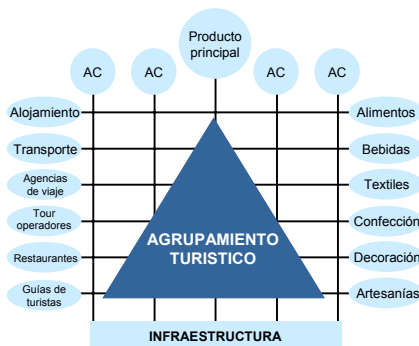 Producto
principal
AC
AC
AC
AC
Alojamiento
Alimentos
Transporte
Bebidas
Agencias
de viaje
Textiles
Tour
operadores
Confección
Restaurantes
Decoración
Guías de
turistas
Artesanías
AGRUPAMIENTO
TURISTICO
INFRAESTRUCTURA